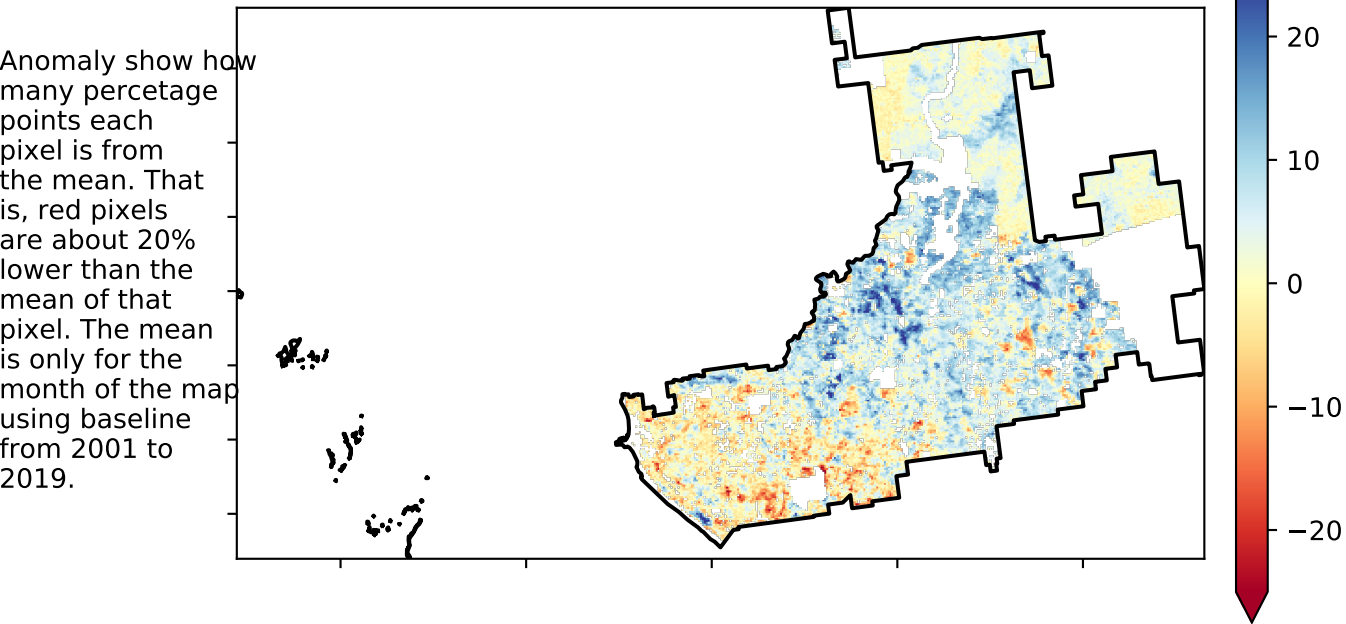 Anomaly show how
many percetage
points each
pixel is from
the mean. That
is, red pixels
are about 20%
lower than the
mean of that
pixel. The mean
is only for the
month of the map
using baseline
from 2001 to
2019.
20
10
0
−10
−20